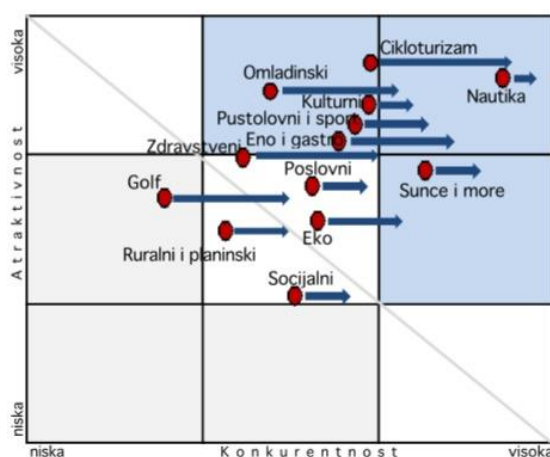 visoka
Cikloturizam
Omladinski
Nautika
Kulturni
Pustolovni i sport
Eno i gastro
Zdravstveni
Poslovni
Sunce i more
Golf
Eko
Ruralni i planinski
Socijalni
Atraktivnost
niska
niska
Konkurentnost
visoka